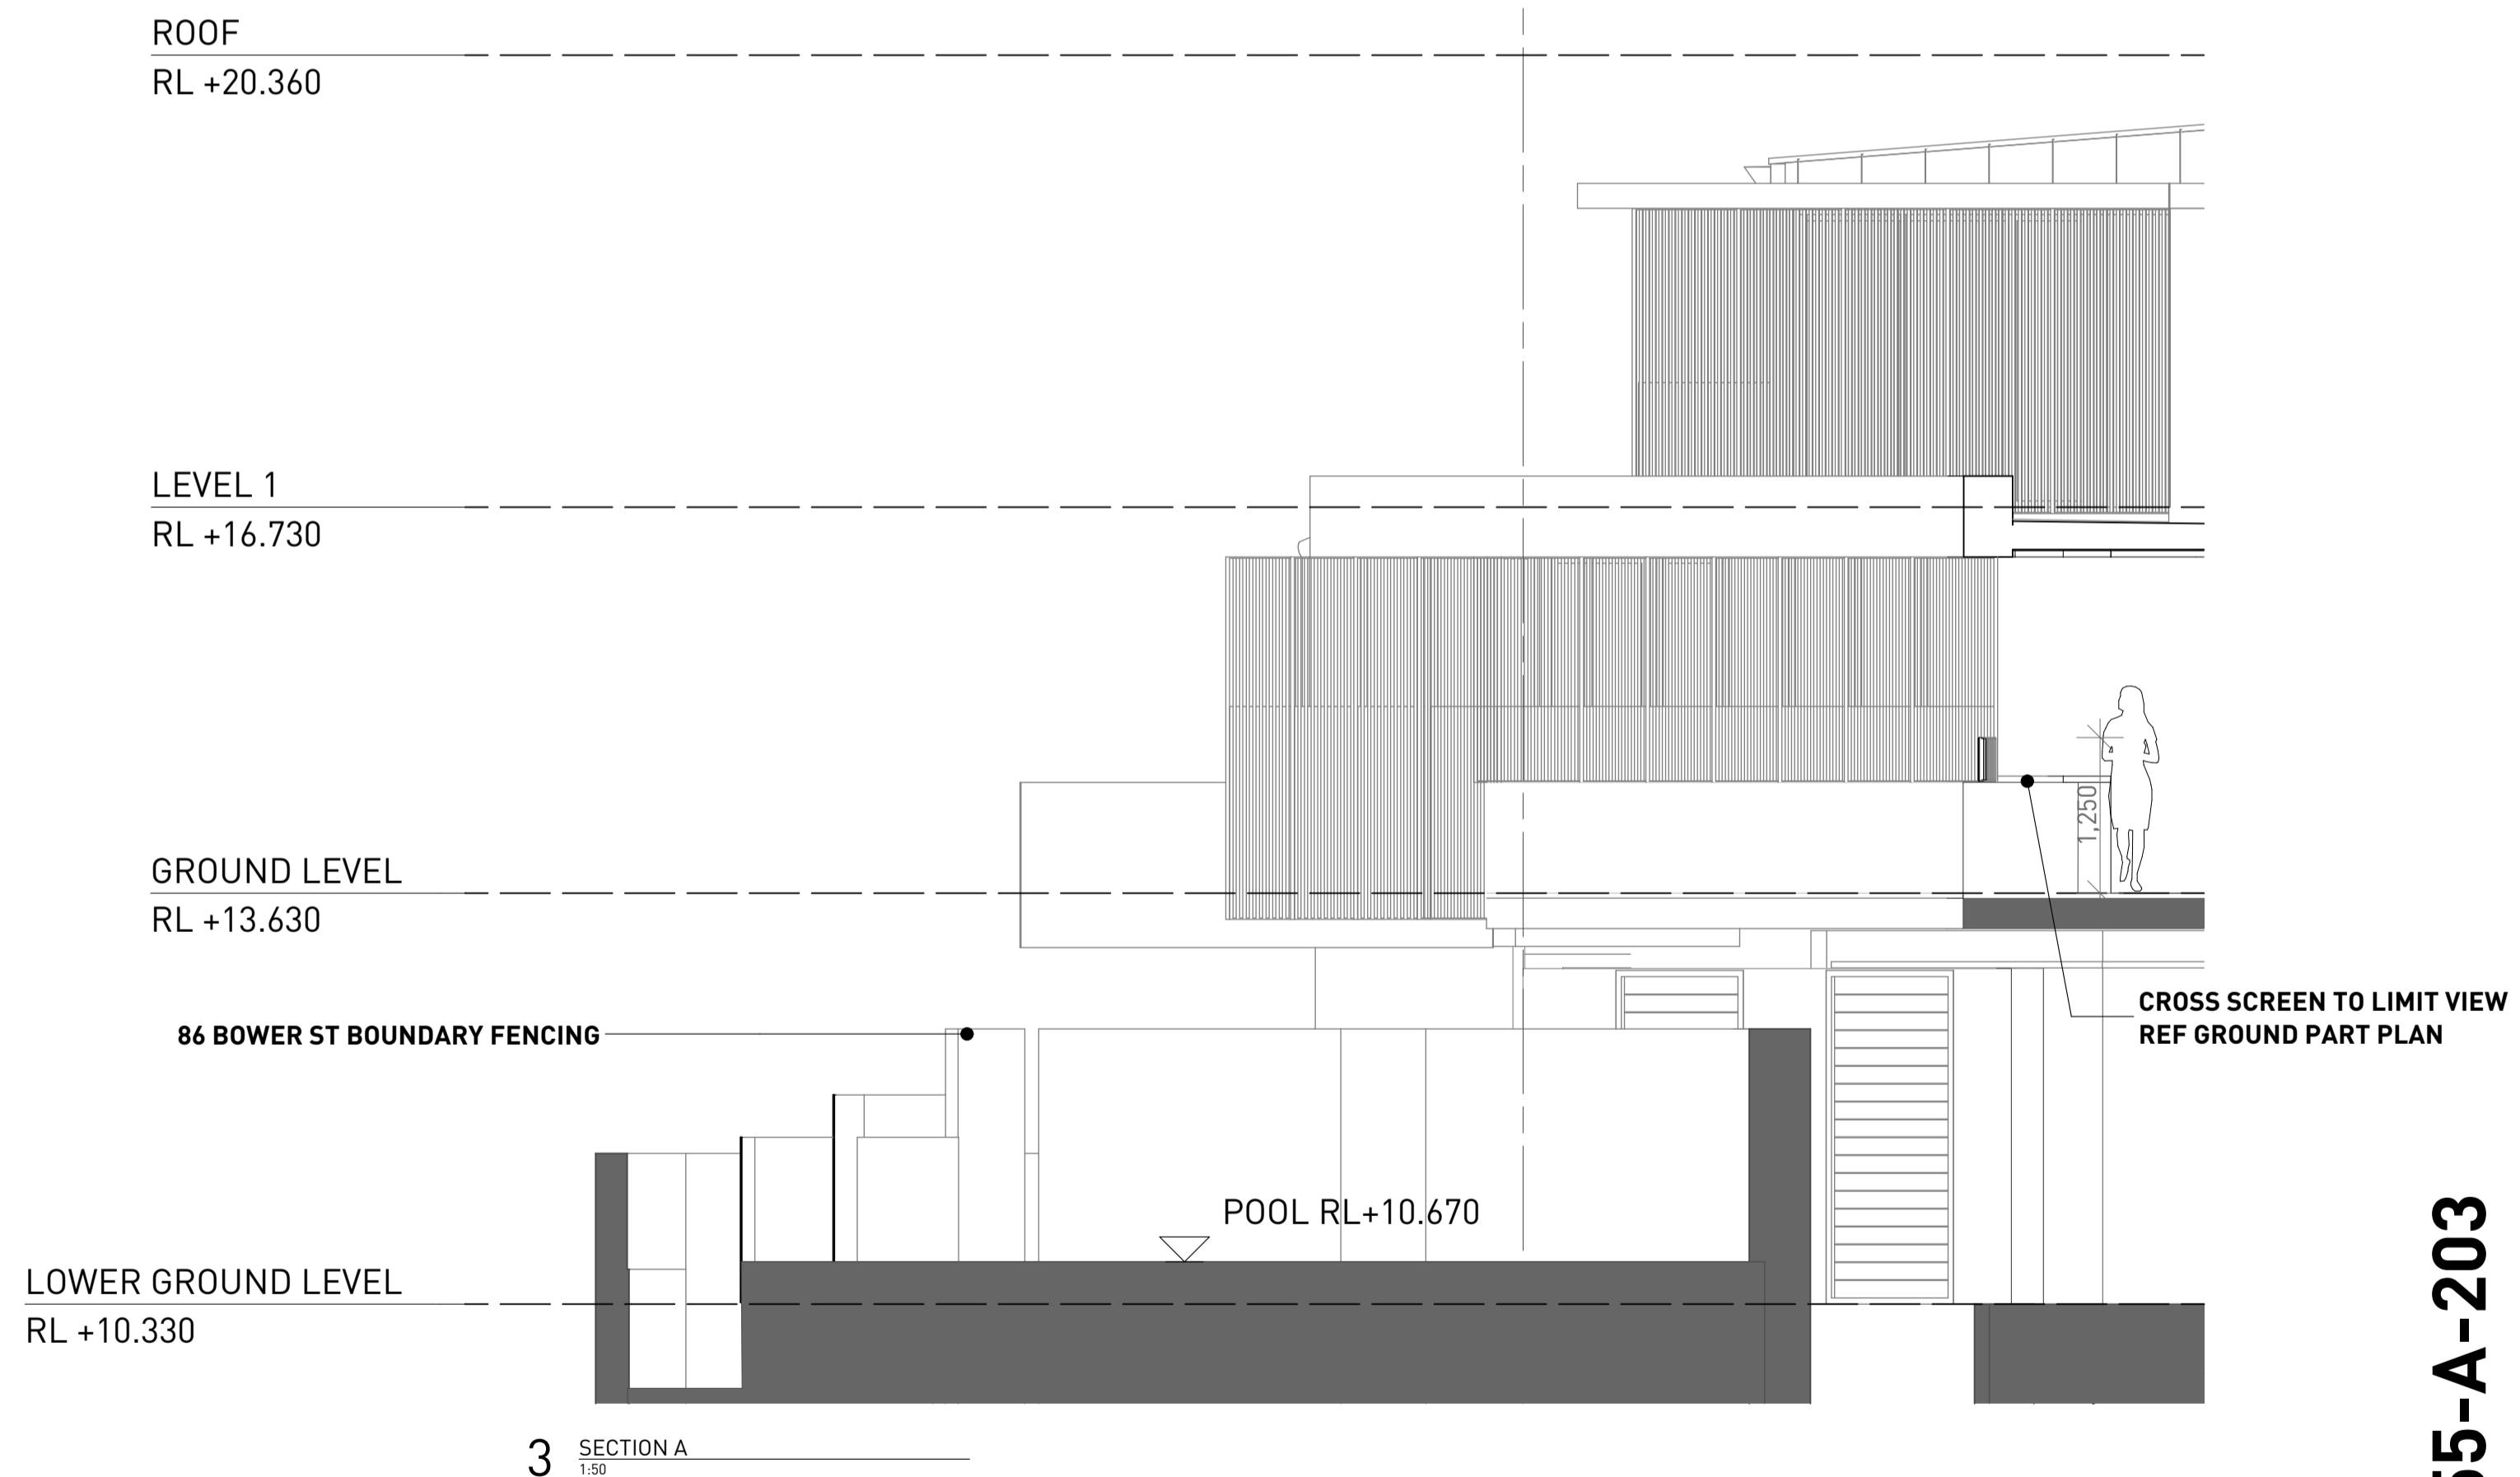 ROOF
RL +20.360
LEVEL 1
RL +16.730
1,250
GROUND LEVEL
RL +13.630
CROSS SCREEN TO LIMIT VIEW
REF GROUND PART PLAN
86 BOWER ST BOUNDARY FENCING
POOL RL+10.670
LOWER GROUND LEVEL
RL +10.330
3 SECTION A
1:50
55-A-203